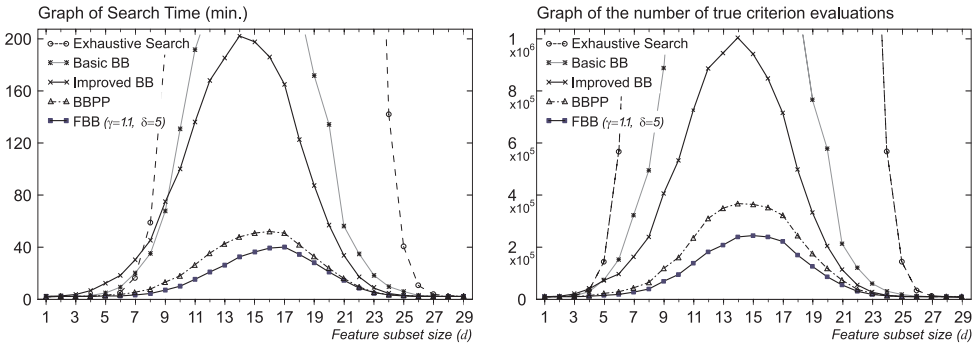 Graph of Search Time (min.)
200
160
120
80
40
0
Exhaustive Search
Basic BB
Improved BB
BBPP
FBB (γ=1.1, δ=5)
1 3 5 7 9 11 13 15 17 19 21 23 25 27 29
Feature subset size (d)
Graph of the number of true criterion evaluations
1 x10⁶
8 x10⁵
6 x10⁵
4 x10⁵
2 x10⁵
0
Exhaustive Search
Basic BB
Improved BB
BBPP
FBB (γ=1.1, δ=5)
1 3 5 7 9 11 13 15 17 19 21 23 25 27 29
Feature subset size (d)